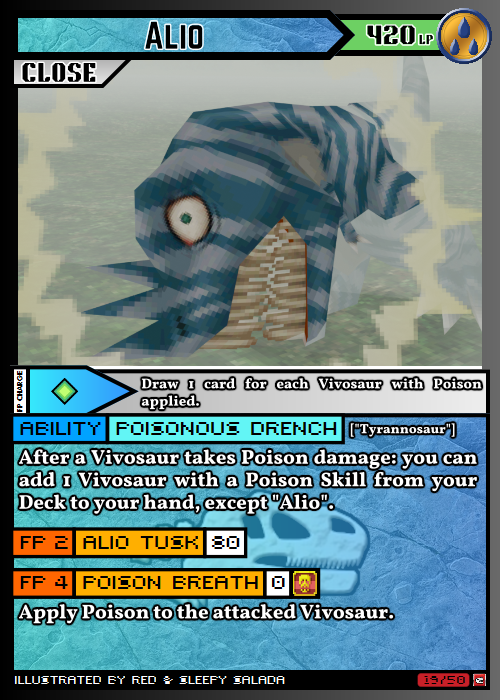 ALIO
420 LP
CLOSE
FP CHARGE
Draw 1 card for each Vivosaur with Poison
applied.
ABILITY POISONOUS DRENCH ["Tyrannosaur"]
After a Vivosaur takes Poison damage: you can
add 1 Vivosaur with a Poison Skill from your
Deck to your hand, except "Alio".
FP 2 ALIO TUSK 80
FP 4 POISON BREATH 0
Apply Poison to the attacked Vivosaur.
ILLUSTRATED BY RED & SLEEPY SALADA
19/50